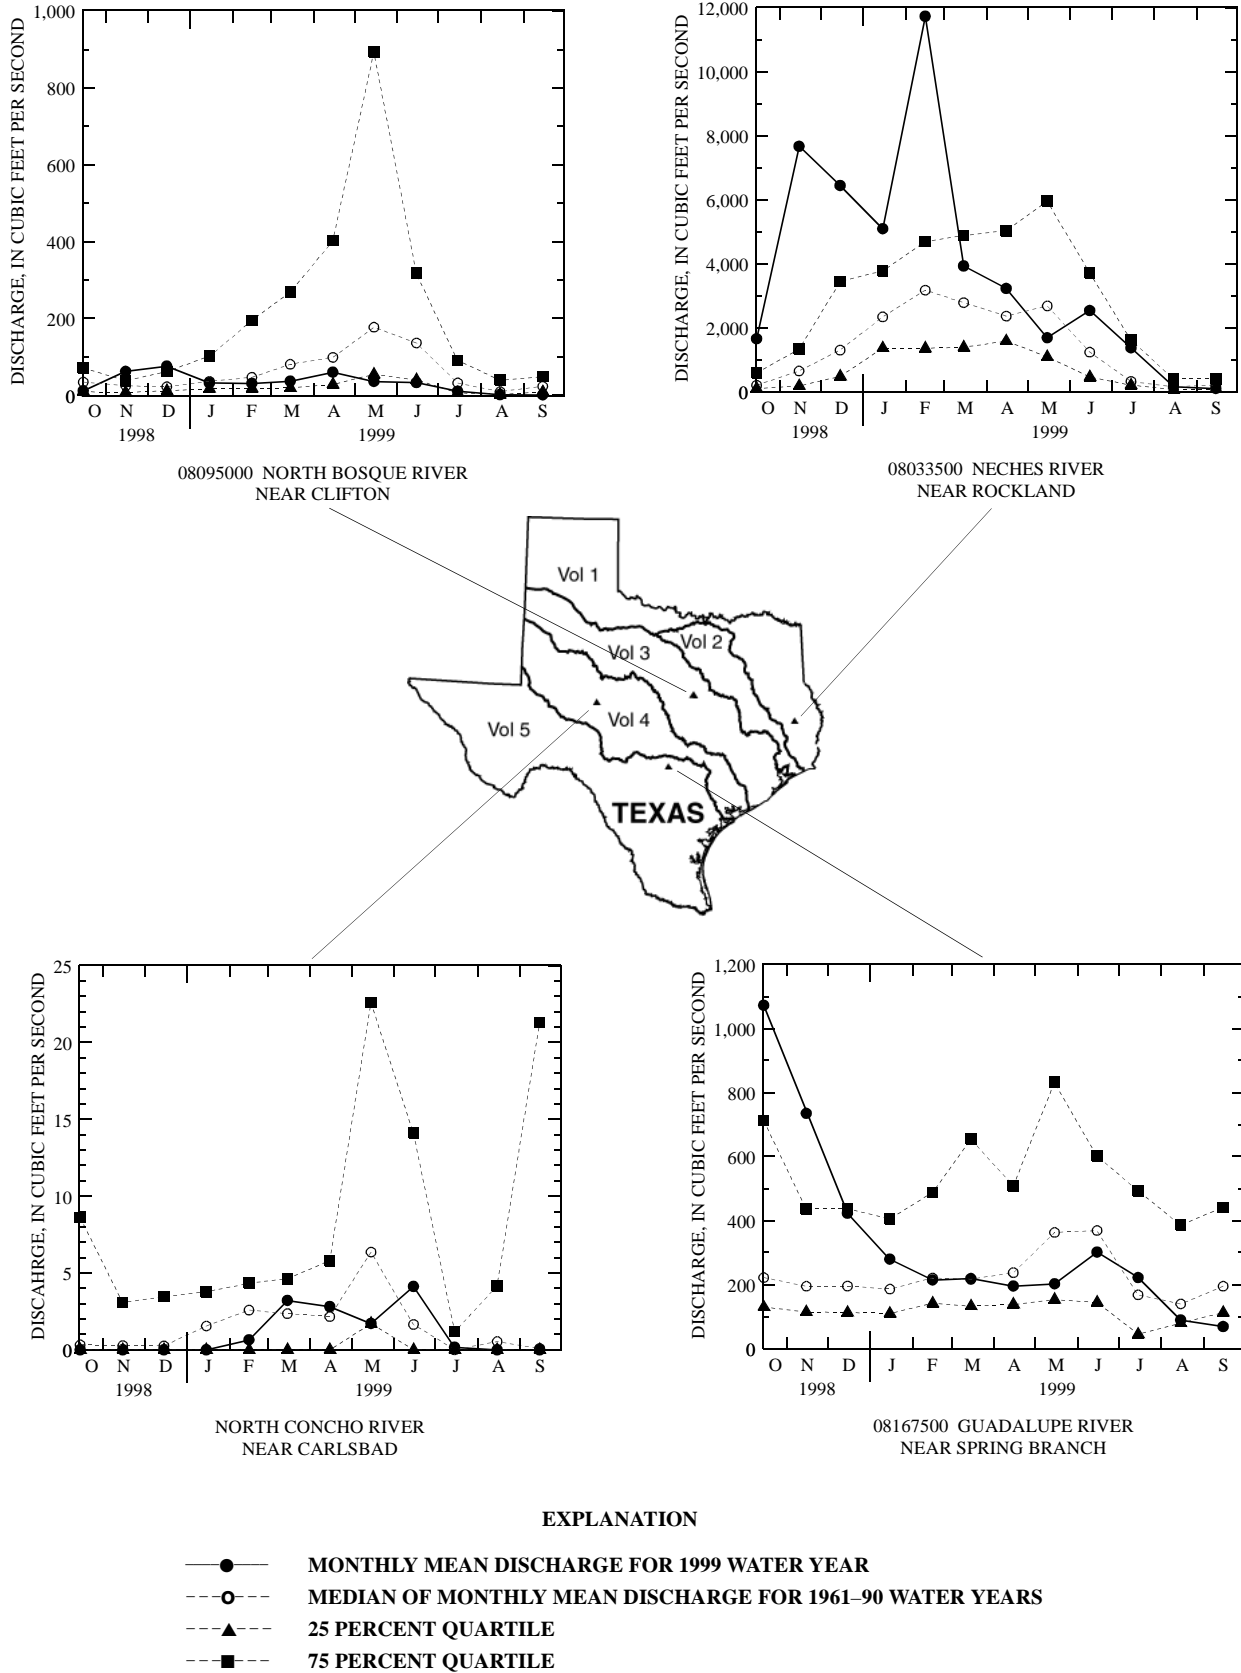 DISCHARGE, IN CUBIC FEET PER SECOND
1,000
800
600
400
200
0
O N D J F M A M J J A S
1998 1999
08095000 NORTH BOSQUE RIVER
NEAR CLIFTON
DISCHARGE, IN CUBIC FEET PER SECOND
12,000
10,000
8,000
6,000
4,000
2,000
0
O N D J F M A M J J A S
1998 1999
08033500 NECHES RIVER
NEAR ROCKLAND
Vol 1
Vol 2
Vol 3
Vol 4
Vol 5
TEXAS
DISCAHRGE, IN CUBIC FEET PER SECOND
25
20
15
10
5
0
O N D J F M A M J J A S
1998 1999
NORTH CONCHO RIVER
NEAR CARLSBAD
DISCHARGE, IN CUBIC FEET PER SECOND
1,200
1,000
800
600
400
200
0
O N D J F M A M J J A S
1998 1999
08167500 GUADALUPE RIVER
NEAR SPRING BRANCH
EXPLANATION
MONTHLY MEAN DISCHARGE FOR 1999 WATER YEAR
MEDIAN OF MONTHLY MEAN DISCHARGE FOR 1961–90 WATER YEARS
25 PERCENT QUARTILE
75 PERCENT QUARTILE